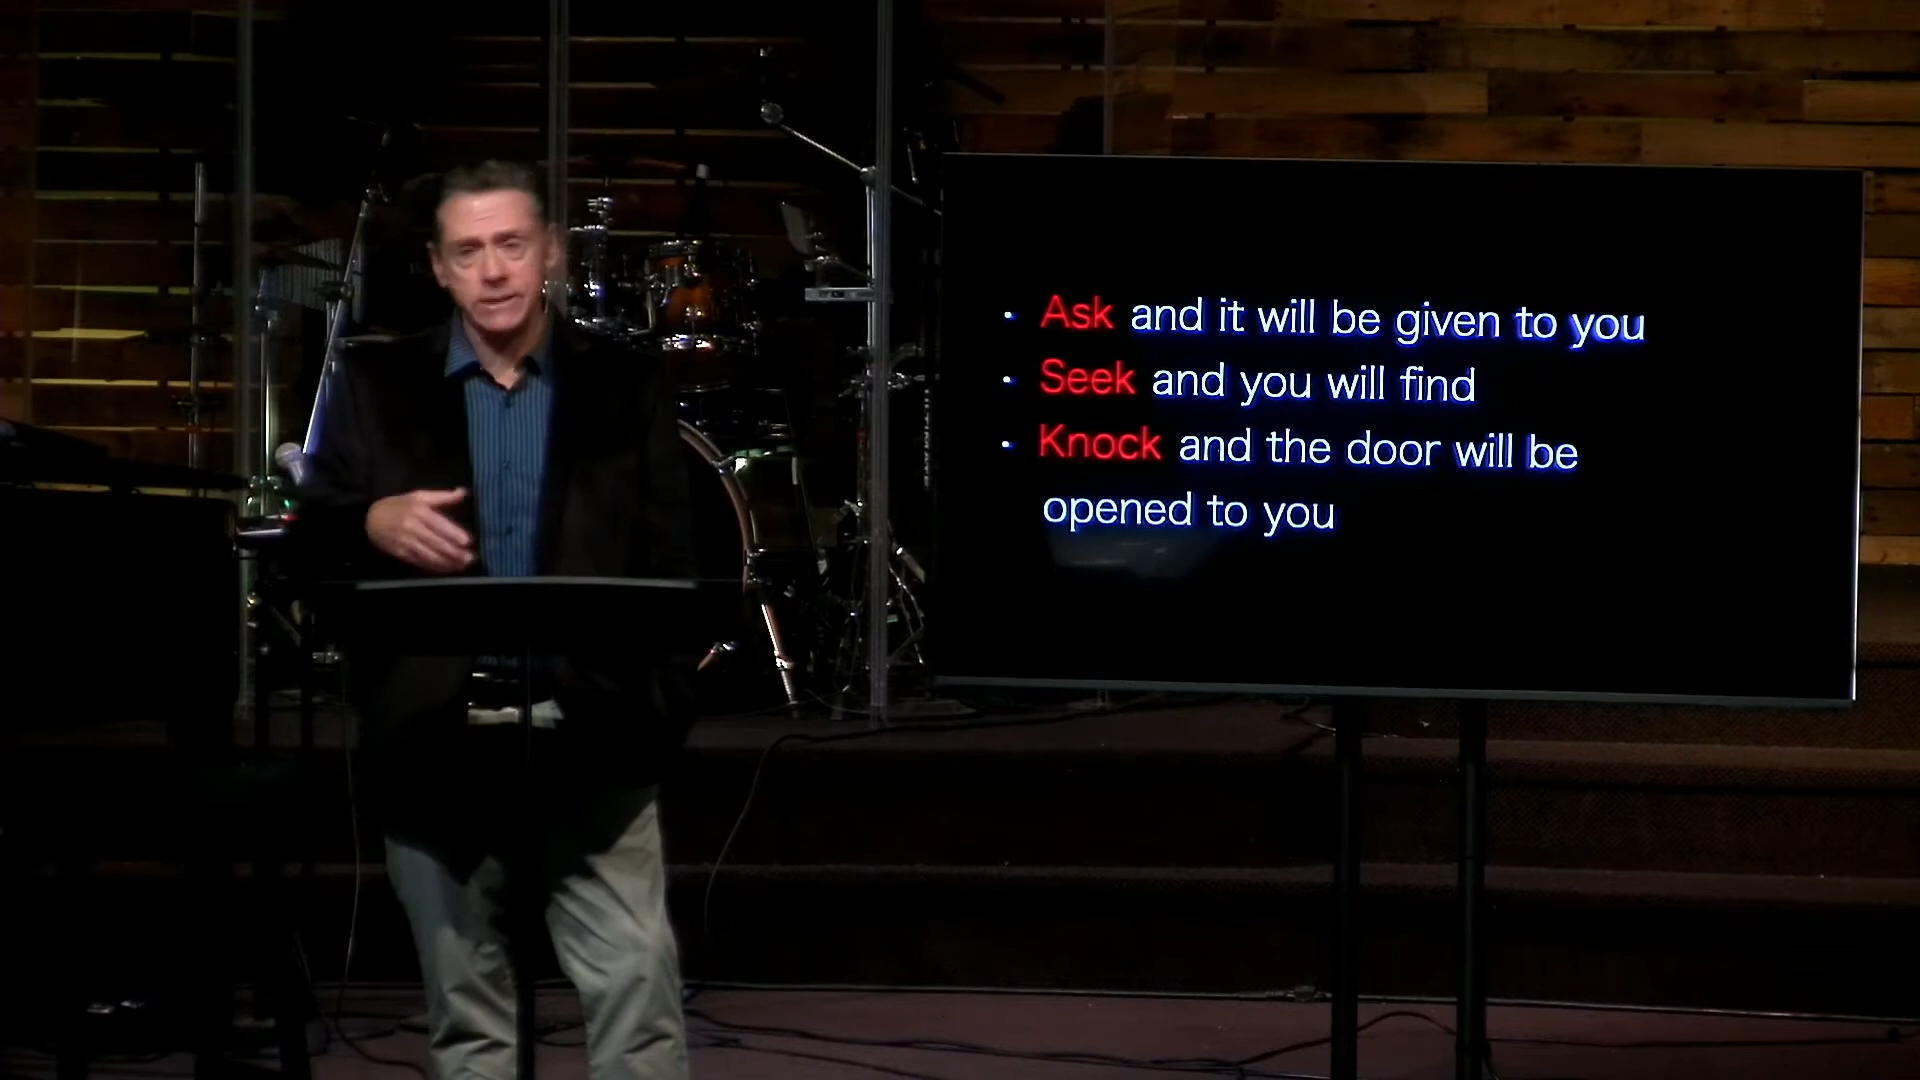 • Ask and it will be given to you
• Seek and you will find
• Knock and the door will be
opened to you